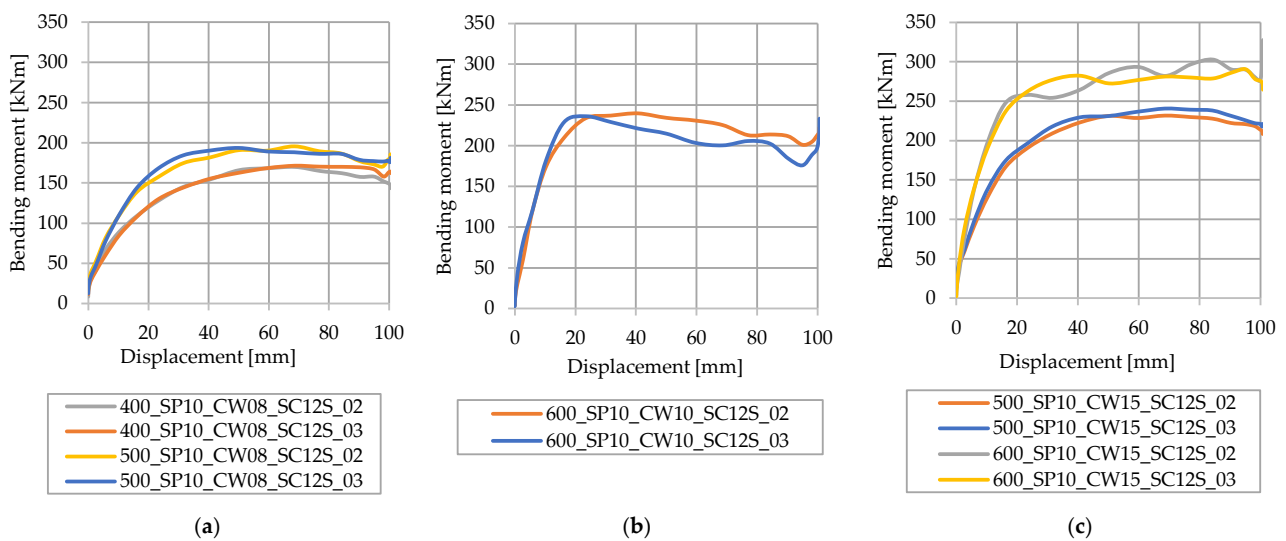 350
300
250
200
150
100
50
0
Bending moment [kNm]
0 20 40 60 80 100
Displacement [mm]
400_SP10_CW08_SC12S_02
400_SP10_CW08_SC12S_03
500_SP10_CW08_SC12S_02
500_SP10_CW08_SC12S_03
(a)
350
300
250
200
150
100
50
0
Bending moment [kNm]
0 20 40 60 80 100
Displacement [mm]
600_SP10_CW10_SC12S_02
600_SP10_CW10_SC12S_03
(b)
350
300
250
200
150
100
50
0
Bending moment [kNm]
0 20 40 60 80 100
Displacement [mm]
500_SP10_CW15_SC12S_02
500_SP10_CW15_SC12S_03
600_SP10_CW15_SC12S_02
600_SP10_CW15_SC12S_03
(c)